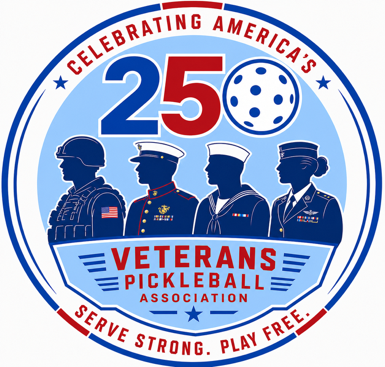 CELEBRATING AMERICA'S
250
VETERANS
PICKLEBALL
ASSOCIATION
SERVE STRONG. PLAY FREE.